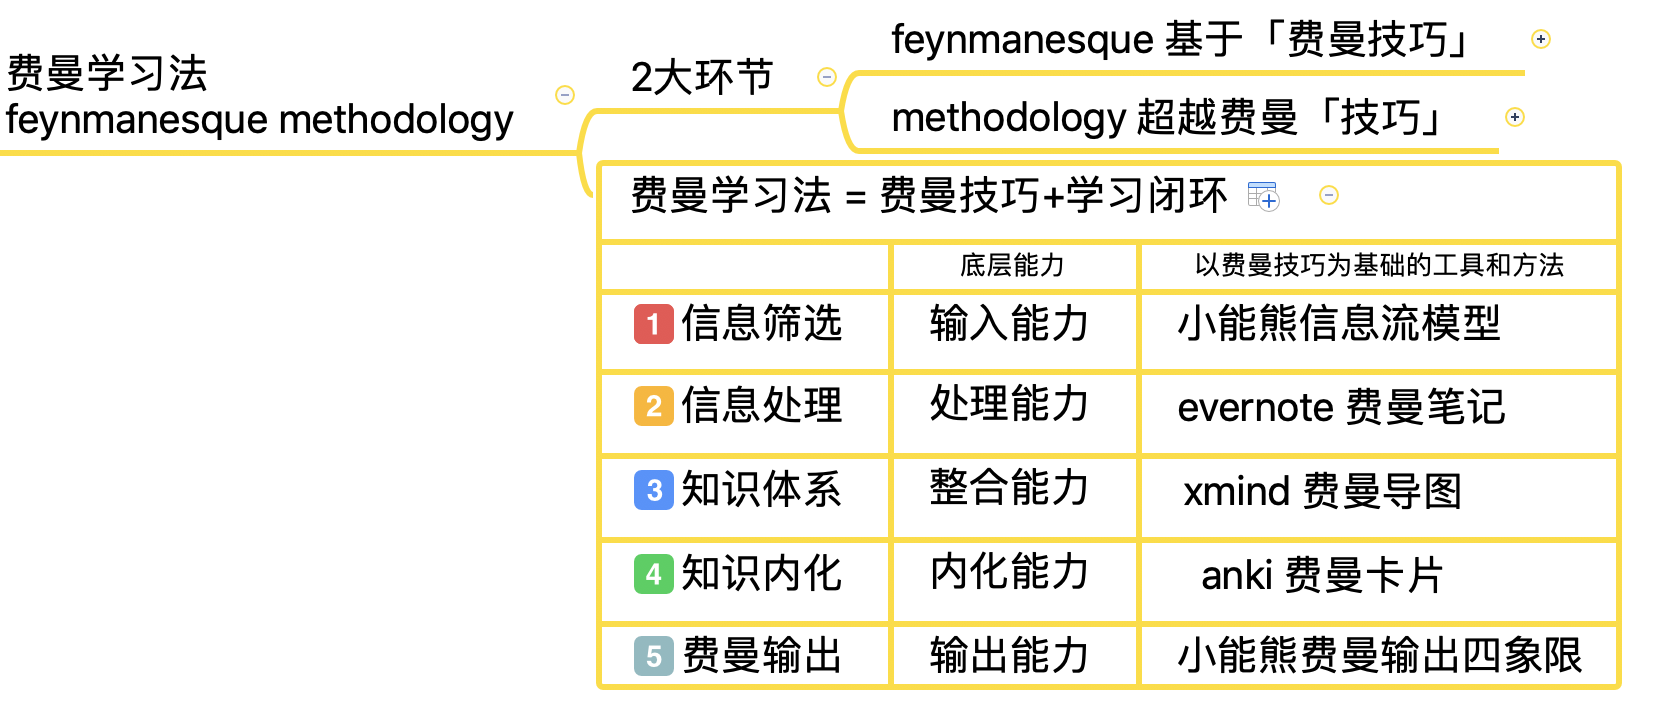 费曼学习法
feynmanesque methodology
2大环节
feynmanesque 基于「费曼技巧」
methodology 超越费曼「技巧」
费曼学习法 = 费曼技巧+学习闭环
底层能力 以费曼技巧为基础的工具和方法
1 信息筛选 输入能力 小能熊信息流模型
2 信息处理 处理能力 evernote 费曼笔记
3 知识体系 整合能力 xmind 费曼导图
4 知识内化 内化能力 anki 费曼卡片
5 费曼输出 输出能力 小能熊费曼输出四象限